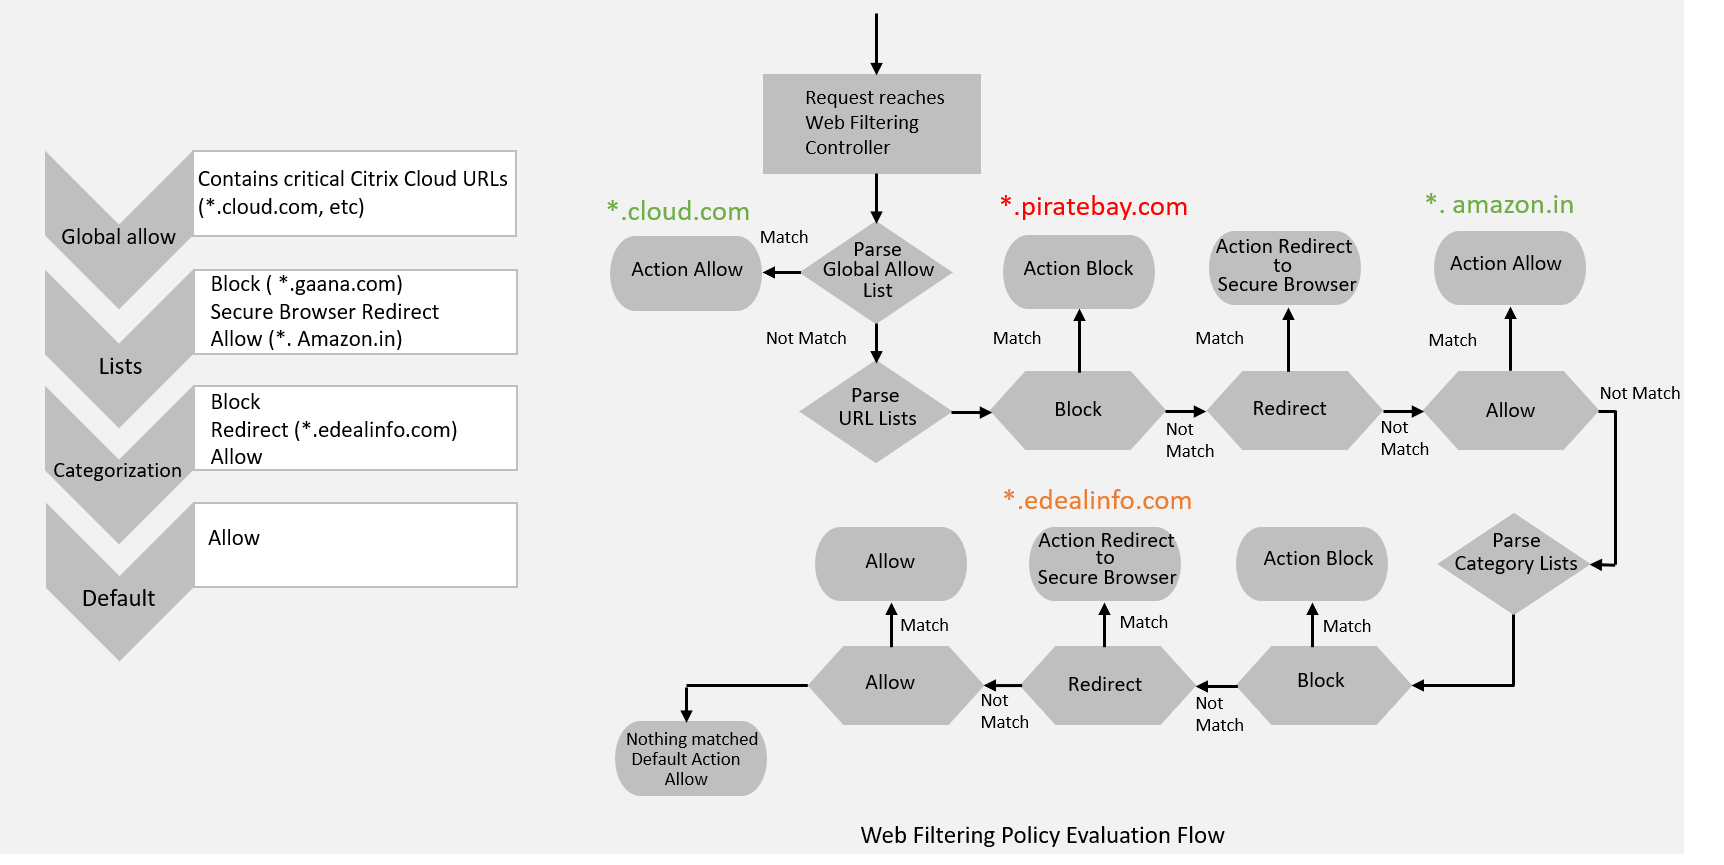 Contains critical Citrix Cloud URLs
(*.cloud.com, etc)
Global allow
Block ( *.gaana.com)
Secure Browser Redirect
Allow (*. Amazon.in)
Lists
Block
Redirect (*.edealinfo.com)
Allow
Categorization
Allow
Default
Request reaches
Web Filtering
Controller
*.cloud.com
Action Allow
Match
Parse
Global Allow
List
Not Match
Parse
URL Lists
*.piratebay.com
Action Block
Match
Block
Not
Match
Action Redirect
to
Secure Browser
Match
Redirect
Not
Match
*. amazon.in
Action Allow
Match
Allow
Not Match
Parse
Category Lists
Action Block
Match
Block
Not
Match
*.edealinfo.com
Action Redirect
to
Secure Browser
Match
Redirect
Not
Match
Allow
Match
Allow
Nothing matched
Default Action
Allow
Web Filtering Policy Evaluation Flow